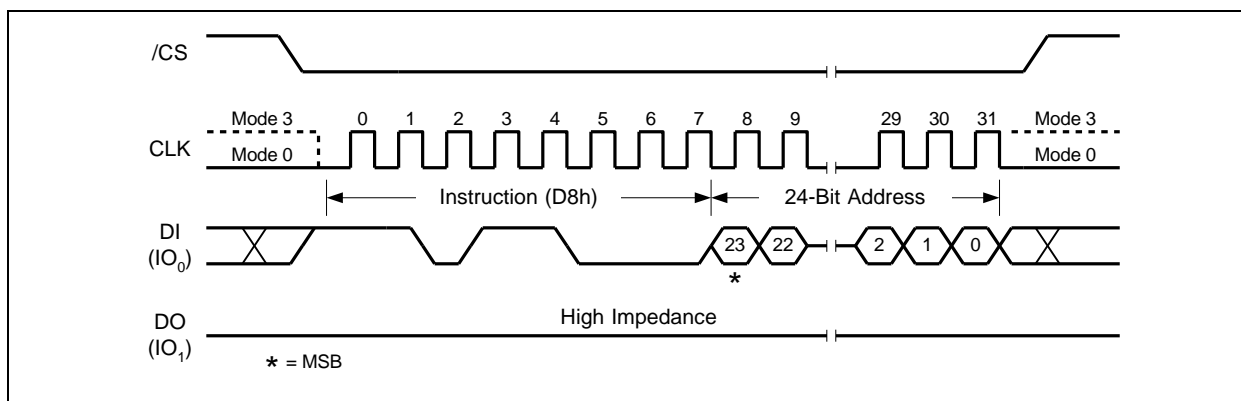 /CS
Mode 3 0 1 2 3 4 5 6 7 8 9 29 30 31 Mode 3
CLK Mode 0 Mode 0
Instruction (D8h) 24-Bit Address
DI
(IO0) 23 22 2 1 0
*
DO High Impedance
(IO1)
* = MSB